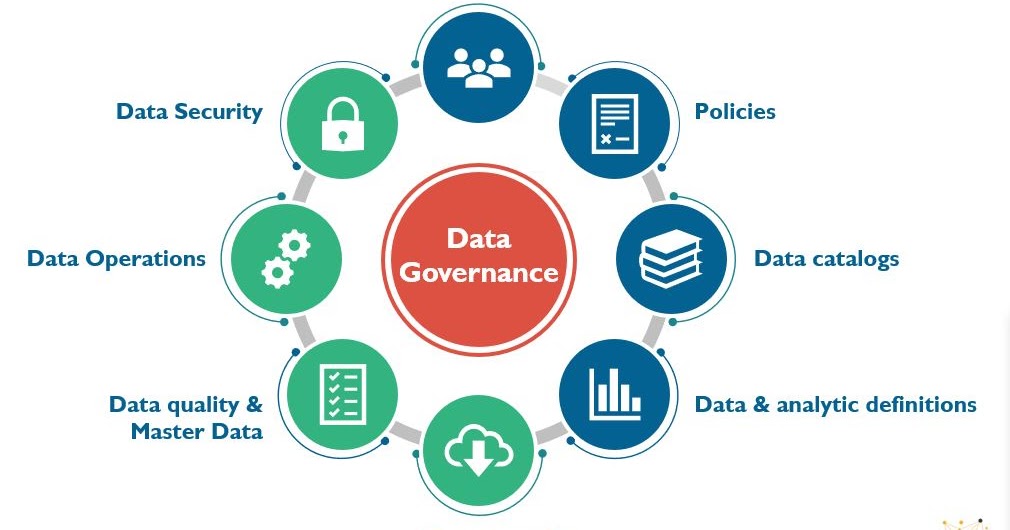 Data Security
Policies
Data
Governance
Data Operations
Data catalogs
Data quality &
Master Data
Data & analytic definitions